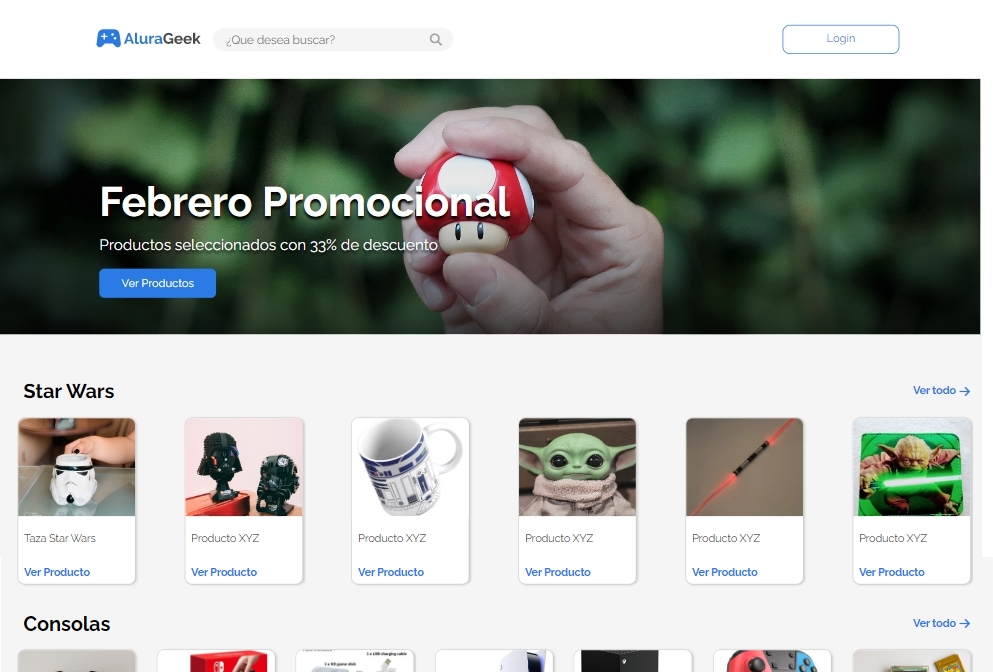 AluraGeek
¿Que desea buscar?
Login
Febrero Promocional
Productos seleccionados con 33% de descuento
Ver Productos
Star Wars
Ver todo
Taza Star Wars
Producto XYZ
Producto XYZ
Producto XYZ
Producto XYZ
Producto XYZ
Ver Producto
Ver Producto
Ver Producto
Ver Producto
Ver Producto
Ver Producto
Consolas
Ver todo